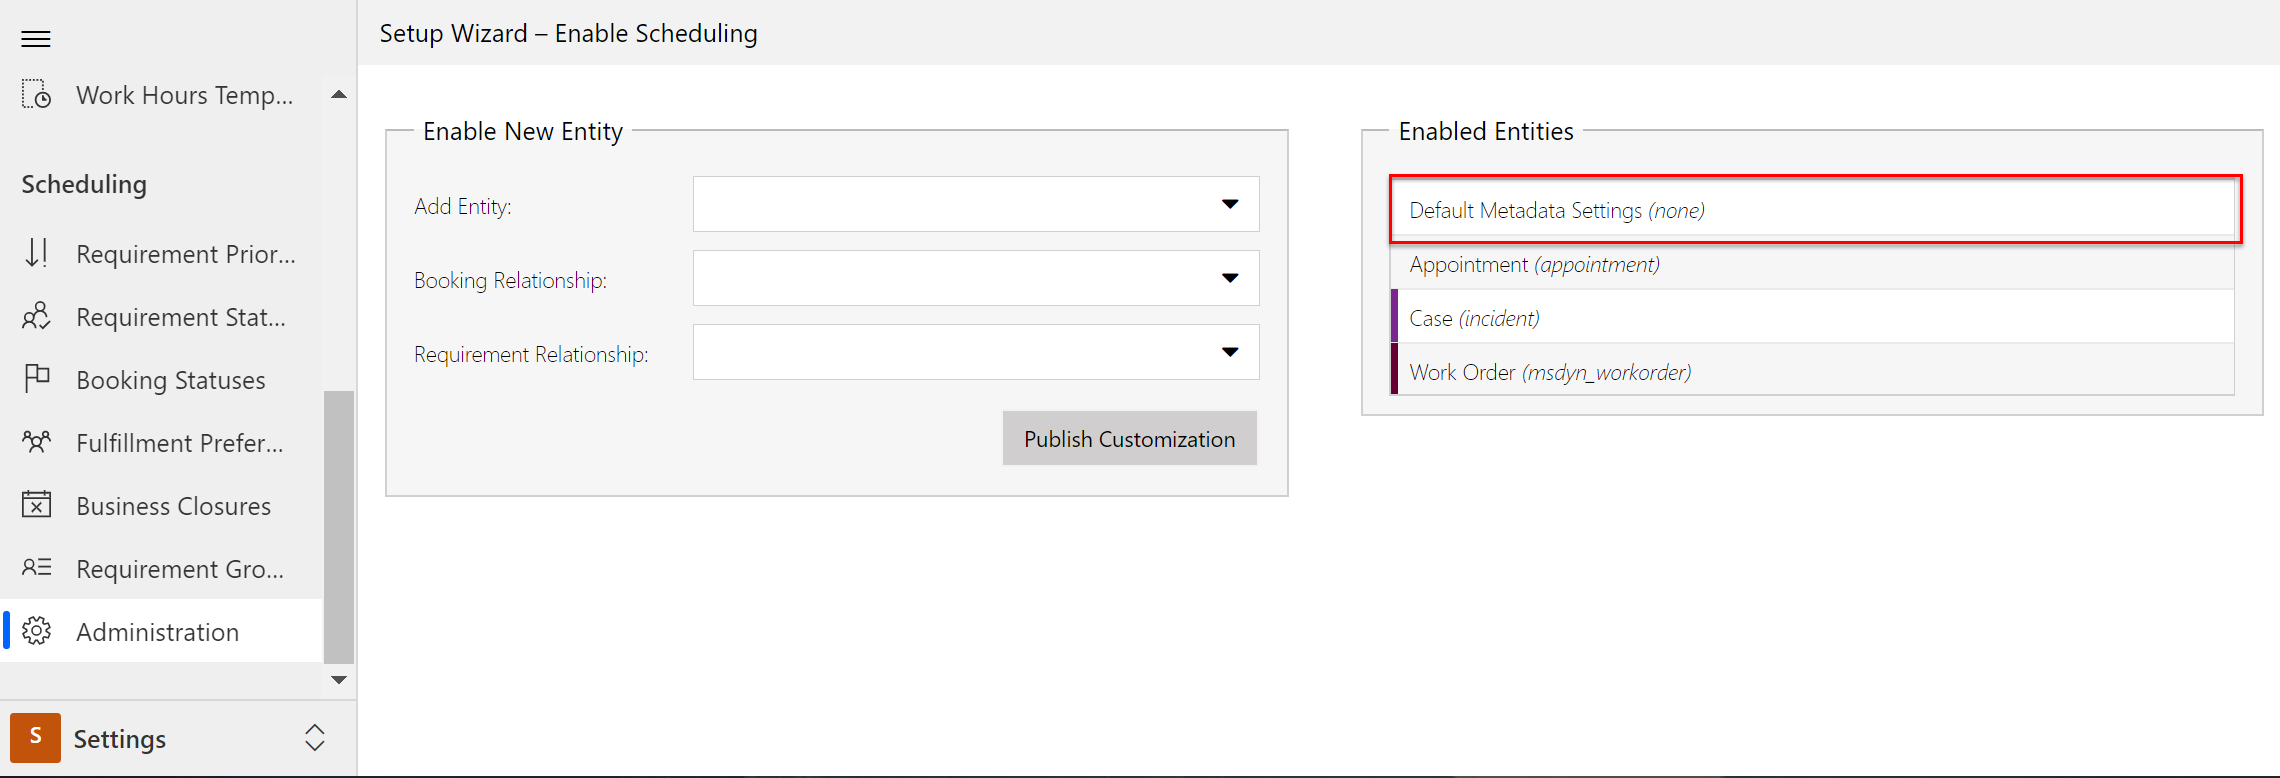 Setup Wizard – Enable Scheduling
Work Hours Temp...
Scheduling
Requirement Prior...
Requirement Stat...
Booking Statuses
Fulfillment Prefer...
Business Closures
Requirement Gro...
Administration
S
Settings
Enable New Entity
Add Entity:
Booking Relationship:
Requirement Relationship:
Publish Customization
Enabled Entities
Default Metadata Settings (none)
Appointment (appointment)
Case (incident)
Work Order (msdyn_workorder)